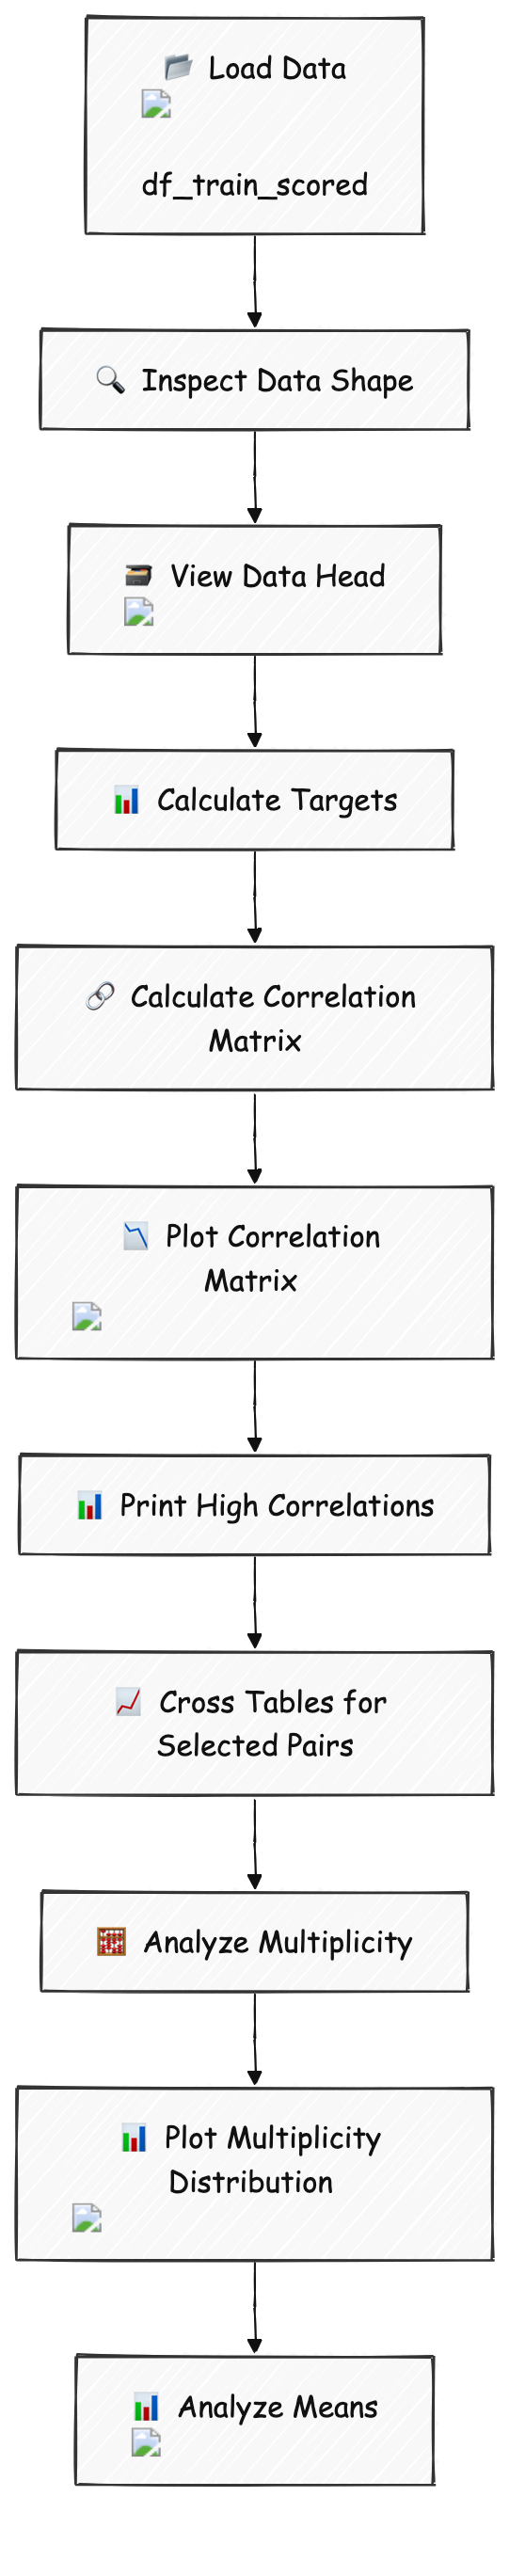 Load Data
df_train_scored
Inspect Data Shape
View Data Head
Calculate Targets
Calculate Correlation
Matrix
Plot Correlation
Matrix
Print High Correlations
Cross Tables for
Selected Pairs
Analyze Multiplicity
Plot Multiplicity
Distribution
Analyze Means